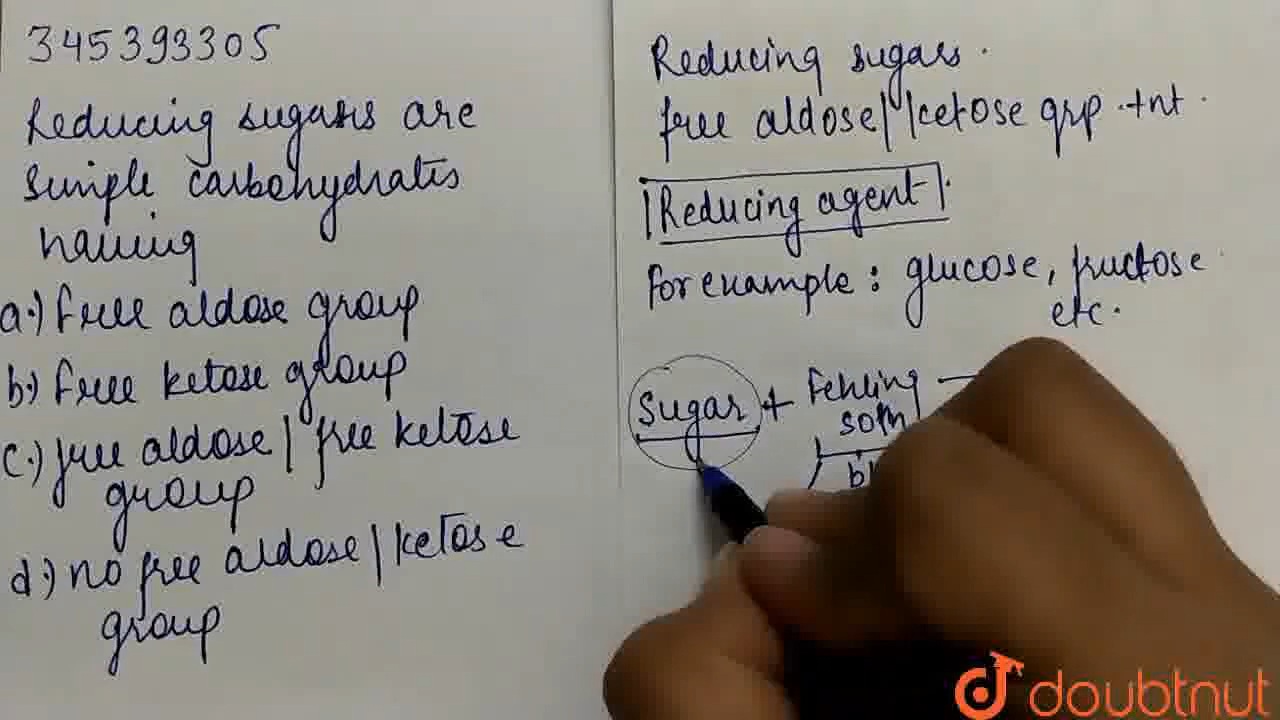 345393305
Reducing sugars are
simple carbohydrates
having
a.) free aldose group
b.) free ketose group
c.) free aldose | free ketose
group
d.) no free aldose | ketose
group
Reducing sugars.
free aldose | ketose grp. +nt.
Reducing agent.
For example: glucose, fructose
etc.
Sugar + Fehling
soln
doubtnut